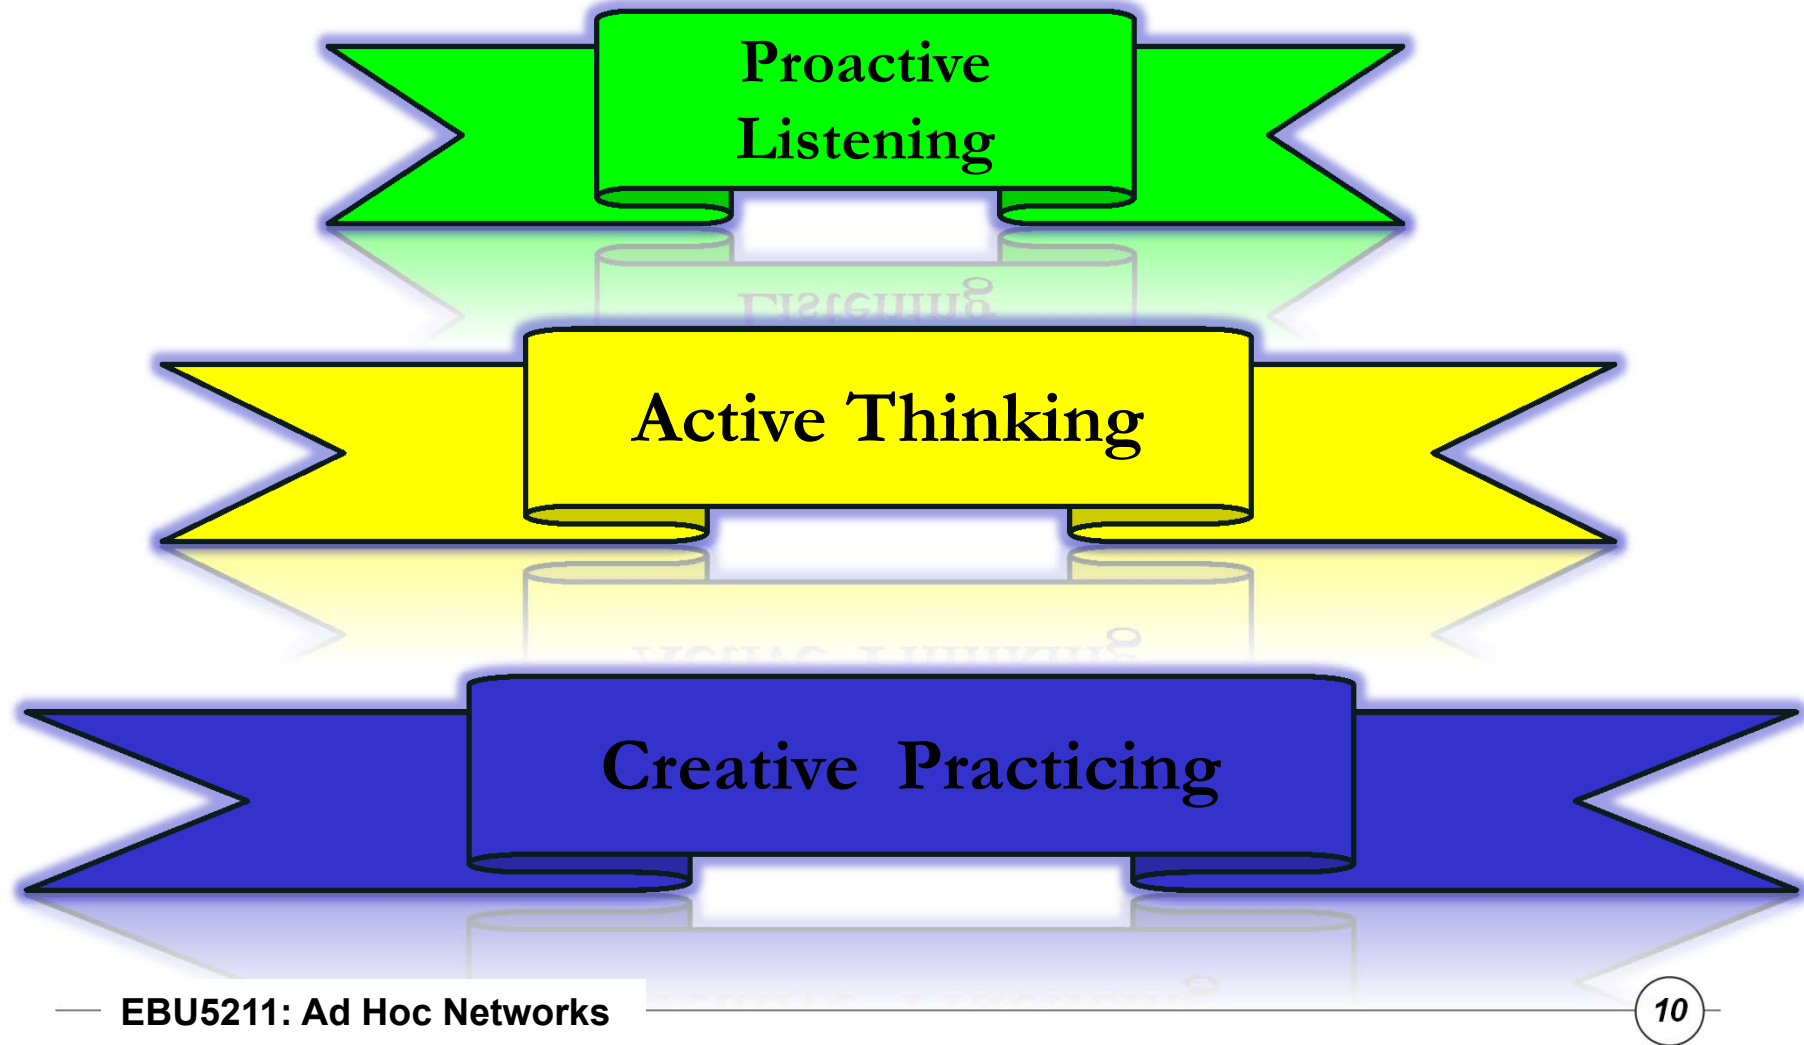 Proactive
Listening
Active Thinking
Creative Practicing
EBU5211: Ad Hoc Networks
10